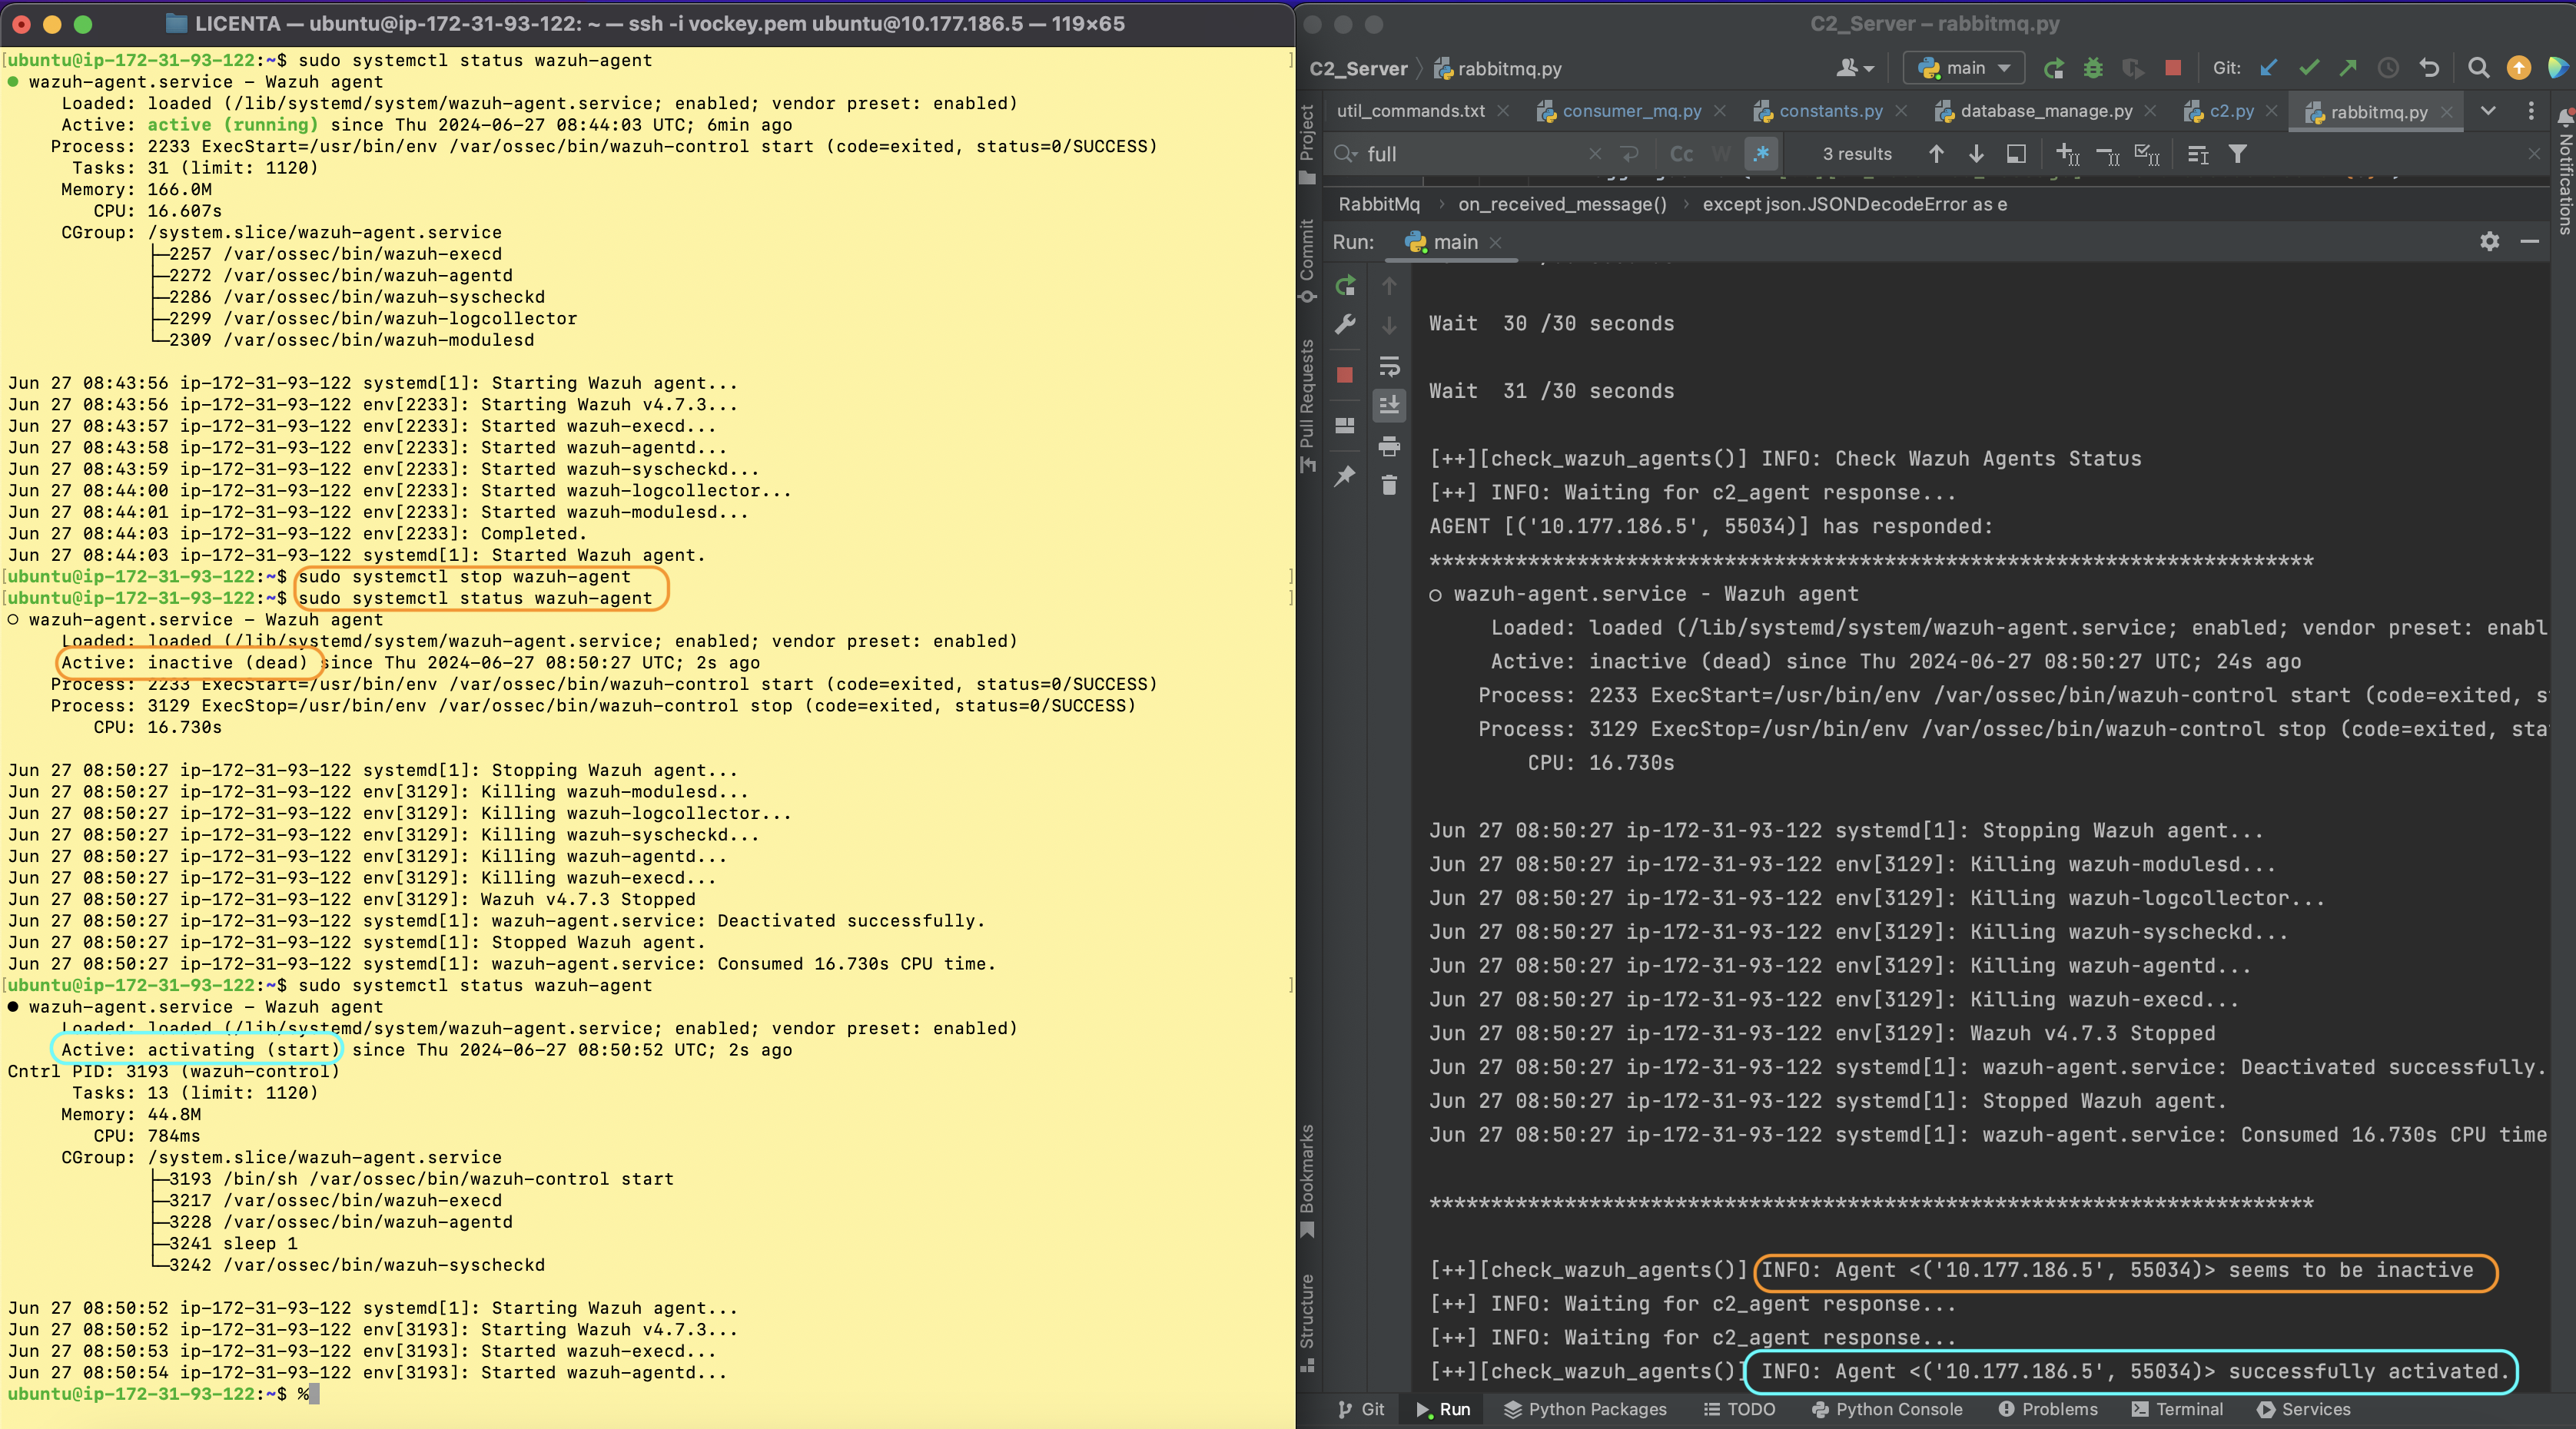 LICENTA — ubuntu@ip-172-31-93-122: ~ — ssh -i vockey.pem ubuntu@10.177.186.5 — 119×65
[ubuntu@ip-172-31-93-122:~$ sudo systemctl status wazuh-agent ]
● wazuh-agent.service - Wazuh agent
Loaded: loaded (/lib/systemd/system/wazuh-agent.service; enabled; vendor preset: enabled)
Active: active (running) since Thu 2024-06-27 08:44:03 UTC; 6min ago
Process: 2233 ExecStart=/usr/bin/env /var/ossec/bin/wazuh-control start (code=exited, status=0/SUCCESS)
Tasks: 31 (limit: 1120)
Memory: 166.0M
CPU: 16.607s
CGroup: /system.slice/wazuh-agent.service
├─2257 /var/ossec/bin/wazuh-execd
├─2272 /var/ossec/bin/wazuh-agentd
├─2286 /var/ossec/bin/wazuh-syscheckd
├─2299 /var/ossec/bin/wazuh-logcollector
└─2309 /var/ossec/bin/wazuh-modulesd
Jun 27 08:43:56 ip-172-31-93-122 systemd[1]: Starting Wazuh agent...
Jun 27 08:43:56 ip-172-31-93-122 env[2233]: Starting Wazuh v4.7.3...
Jun 27 08:43:57 ip-172-31-93-122 env[2233]: Started wazuh-execd...
Jun 27 08:43:58 ip-172-31-93-122 env[2233]: Started wazuh-agentd...
Jun 27 08:43:59 ip-172-31-93-122 env[2233]: Started wazuh-syscheckd...
Jun 27 08:44:00 ip-172-31-93-122 env[2233]: Started wazuh-logcollector...
Jun 27 08:44:01 ip-172-31-93-122 env[2233]: Started wazuh-modulesd...
Jun 27 08:44:03 ip-172-31-93-122 env[2233]: Completed.
Jun 27 08:44:03 ip-172-31-93-122 systemd[1]: Started Wazuh agent.
[ubuntu@ip-172-31-93-122:~$ sudo systemctl stop wazuh-agent ]
[ubuntu@ip-172-31-93-122:~$ sudo systemctl status wazuh-agent ]
○ wazuh-agent.service - Wazuh agent
Loaded: loaded (/lib/systemd/system/wazuh-agent.service; enabled; vendor preset: enabled)
Active: inactive (dead) since Thu 2024-06-27 08:50:27 UTC; 2s ago
Process: 2233 ExecStart=/usr/bin/env /var/ossec/bin/wazuh-control start (code=exited, status=0/SUCCESS)
Process: 3129 ExecStop=/usr/bin/env /var/ossec/bin/wazuh-control stop (code=exited, status=0/SUCCESS)
CPU: 16.730s
Jun 27 08:50:27 ip-172-31-93-122 systemd[1]: Stopping Wazuh agent...
Jun 27 08:50:27 ip-172-31-93-122 env[3129]: Killing wazuh-modulesd...
Jun 27 08:50:27 ip-172-31-93-122 env[3129]: Killing wazuh-logcollector...
Jun 27 08:50:27 ip-172-31-93-122 env[3129]: Killing wazuh-syscheckd...
Jun 27 08:50:27 ip-172-31-93-122 env[3129]: Killing wazuh-agentd...
Jun 27 08:50:27 ip-172-31-93-122 env[3129]: Killing wazuh-execd...
Jun 27 08:50:27 ip-172-31-93-122 env[3129]: Wazuh v4.7.3 Stopped
Jun 27 08:50:27 ip-172-31-93-122 systemd[1]: wazuh-agent.service: Deactivated successfully.
Jun 27 08:50:27 ip-172-31-93-122 systemd[1]: Stopped Wazuh agent.
Jun 27 08:50:27 ip-172-31-93-122 systemd[1]: wazuh-agent.service: Consumed 16.730s CPU time.
[ubuntu@ip-172-31-93-122:~$ sudo systemctl status wazuh-agent ]
● wazuh-agent.service - Wazuh agent
Loaded: loaded (/lib/systemd/system/wazuh-agent.service; enabled; vendor preset: enabled)
Active: activating (start) since Thu 2024-06-27 08:50:52 UTC; 2s ago
Cntrl PID: 3193 (wazuh-control)
Tasks: 13 (limit: 1120)
Memory: 44.8M
CPU: 784ms
CGroup: /system.slice/wazuh-agent.service
├─3193 /bin/sh /var/ossec/bin/wazuh-control start
├─3217 /var/ossec/bin/wazuh-execd
├─3228 /var/ossec/bin/wazuh-agentd
├─3241 sleep 1
└─3242 /var/ossec/bin/wazuh-syscheckd
Jun 27 08:50:52 ip-172-31-93-122 systemd[1]: Starting Wazuh agent...
Jun 27 08:50:52 ip-172-31-93-122 env[3193]: Starting Wazuh v4.7.3...
Jun 27 08:50:53 ip-172-31-93-122 env[3193]: Started wazuh-execd...
Jun 27 08:50:54 ip-172-31-93-122 env[3193]: Started wazuh-agentd...
ubuntu@ip-172-31-93-122:~$ %
C2_Server – rabbitmq.py
C2_Server rabbitmq.py main Git:
util_commands.txt consumer_mq.py constants.py database_manage.py c2.py rabbitmq.py
full Cc W .* 3 results
RabbitMq on_received_message() except json.JSONDecodeError as e
Run: main
Project
Commit
Pull Requests
Bookmarks
Structure
Notifications
Wait 30 /30 seconds
Wait 31 /30 seconds
[++][check_wazuh_agents()] INFO: Check Wazuh Agents Status
[++] INFO: Waiting for c2_agent response...
AGENT [('10.177.186.5', 55034)] has responded:
************************************************************************
○ wazuh-agent.service - Wazuh agent
Loaded: loaded (/lib/systemd/system/wazuh-agent.service; enabled; vendor preset: enabl
Active: inactive (dead) since Thu 2024-06-27 08:50:27 UTC; 24s ago
Process: 2233 ExecStart=/usr/bin/env /var/ossec/bin/wazuh-control start (code=exited, s
Process: 3129 ExecStop=/usr/bin/env /var/ossec/bin/wazuh-control stop (code=exited, sta
CPU: 16.730s
Jun 27 08:50:27 ip-172-31-93-122 systemd[1]: Stopping Wazuh agent...
Jun 27 08:50:27 ip-172-31-93-122 env[3129]: Killing wazuh-modulesd...
Jun 27 08:50:27 ip-172-31-93-122 env[3129]: Killing wazuh-logcollector...
Jun 27 08:50:27 ip-172-31-93-122 env[3129]: Killing wazuh-syscheckd...
Jun 27 08:50:27 ip-172-31-93-122 env[3129]: Killing wazuh-agentd...
Jun 27 08:50:27 ip-172-31-93-122 env[3129]: Killing wazuh-execd...
Jun 27 08:50:27 ip-172-31-93-122 env[3129]: Wazuh v4.7.3 Stopped
Jun 27 08:50:27 ip-172-31-93-122 systemd[1]: wazuh-agent.service: Deactivated successfully.
Jun 27 08:50:27 ip-172-31-93-122 systemd[1]: Stopped Wazuh agent.
Jun 27 08:50:27 ip-172-31-93-122 systemd[1]: wazuh-agent.service: Consumed 16.730s CPU time
************************************************************************
[++][check_wazuh_agents()] INFO: Agent <('10.177.186.5', 55034)> seems to be inactive
[++] INFO: Waiting for c2_agent response...
[++] INFO: Waiting for c2_agent response...
[++][check_wazuh_agents()] INFO: Agent <('10.177.186.5', 55034)> successfully activated.
Git Run Python Packages TODO Python Console Problems Terminal Services